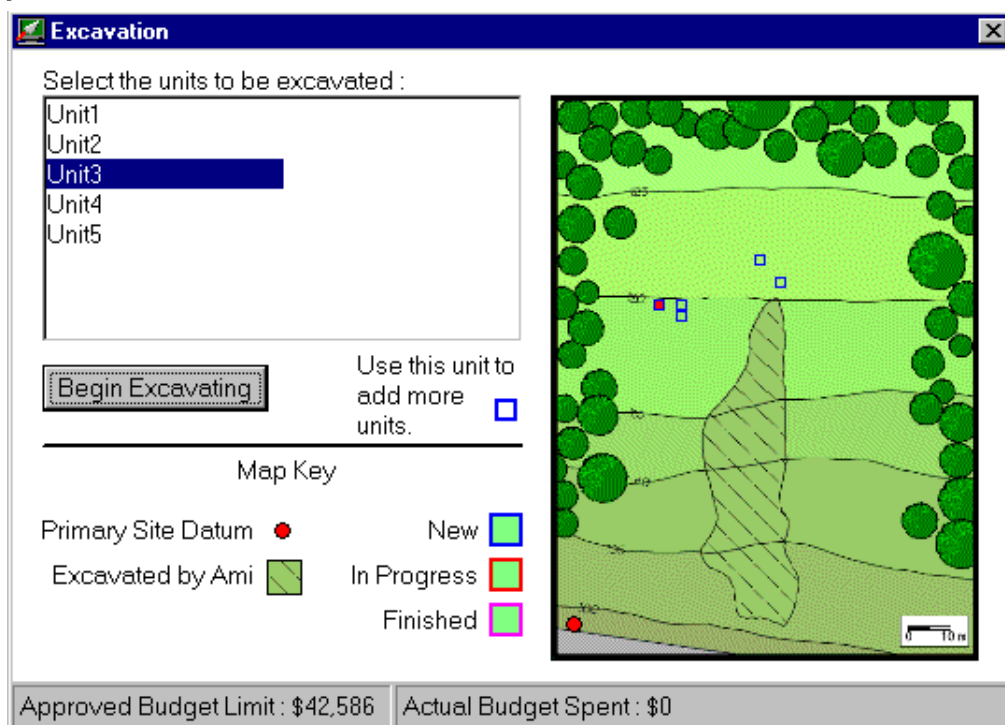 Excavation
Select the units to be excavated :
Unit1
Unit2
Unit3
Unit4
Unit5
Begin Excavating
Use this unit to
add more
units.
Map Key
Primary Site Datum
New
Excavated by Ami
In Progress
Finished
0 10 m
Approved Budget Limit : $42,586
Actual Budget Spent : $0